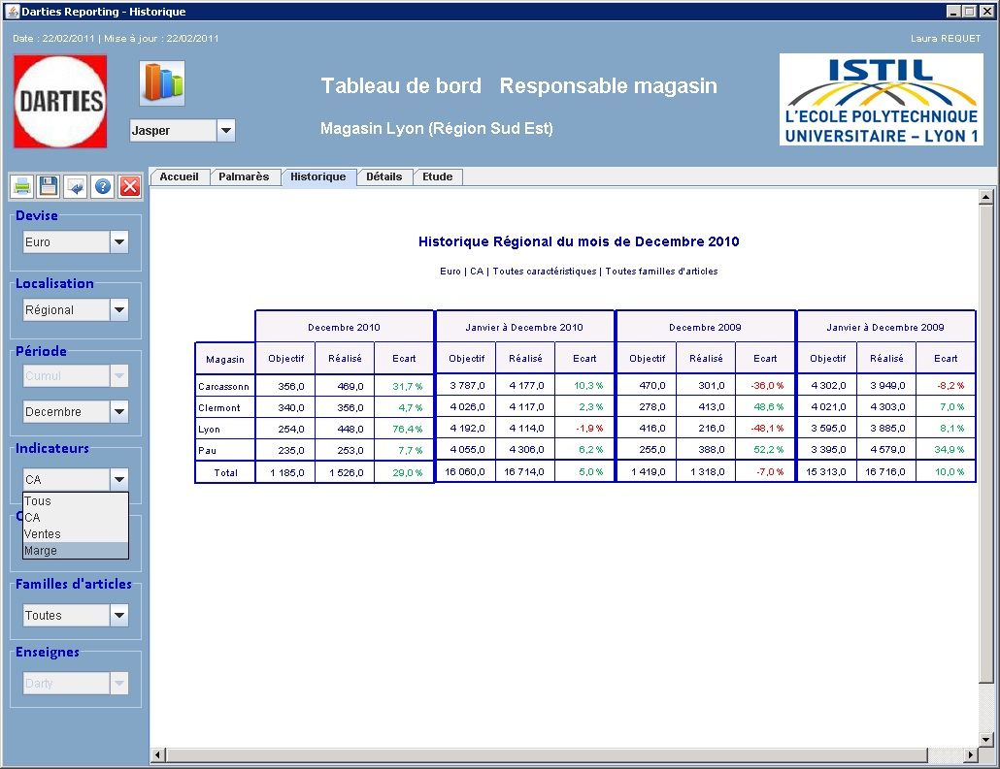 Darties Reporting - Historique
Date : 22/02/2011 | Mise à jour : 22/02/2011
Laura REQUET
DARTIES
Jasper
Tableau de bord Responsable magasin
Magasin Lyon (Région Sud Est)
ISTIL
L'ECOLE POLYTECHNIQUE
UNIVERSITAIRE – LYON 1
Accueil Palmarès Historique Détails Etude
Devise
Euro
Localisation
Régional
Période
Cumul
Decembre
Indicateurs
CA
Tous
CA
Ventes
Marge
Familles d'articles
Toutes
Enseignes
Darty
Historique Régional du mois de Decembre 2010
Euro | CA | Toutes caractéristiques | Toutes familles d'articles
Decembre 2010 Janvier à Decembre 2010 Decembre 2009 Janvier à Decembre 2009
Magasin Objectif Réalisé Ecart Objectif Réalisé Ecart Objectif Réalisé Ecart Objectif Réalisé Ecart
Carcassonn 356,0 469,0 31,7 % 3 787,0 4 177,0 10,3 % 470,0 301,0 -36,0 % 4 302,0 3 949,0 -8,2 %
Clermont 340,0 356,0 4,7 % 4 026,0 4 117,0 2,3 % 278,0 413,0 48,6 % 4 021,0 4 303,0 7,0 %
Lyon 254,0 448,0 76,4 % 4 192,0 4 114,0 -1,9 % 416,0 216,0 -48,1 % 3 595,0 3 885,0 8,1 %
Pau 235,0 253,0 7,7 % 4 055,0 4 306,0 6,2 % 255,0 388,0 52,2 % 3 395,0 4 579,0 34,9 %
Total 1 185,0 1 526,0 29,0 % 16 060,0 16 714,0 5,0 % 1 419,0 1 318,0 -7,0 % 15 313,0 16 716,0 10,0 %